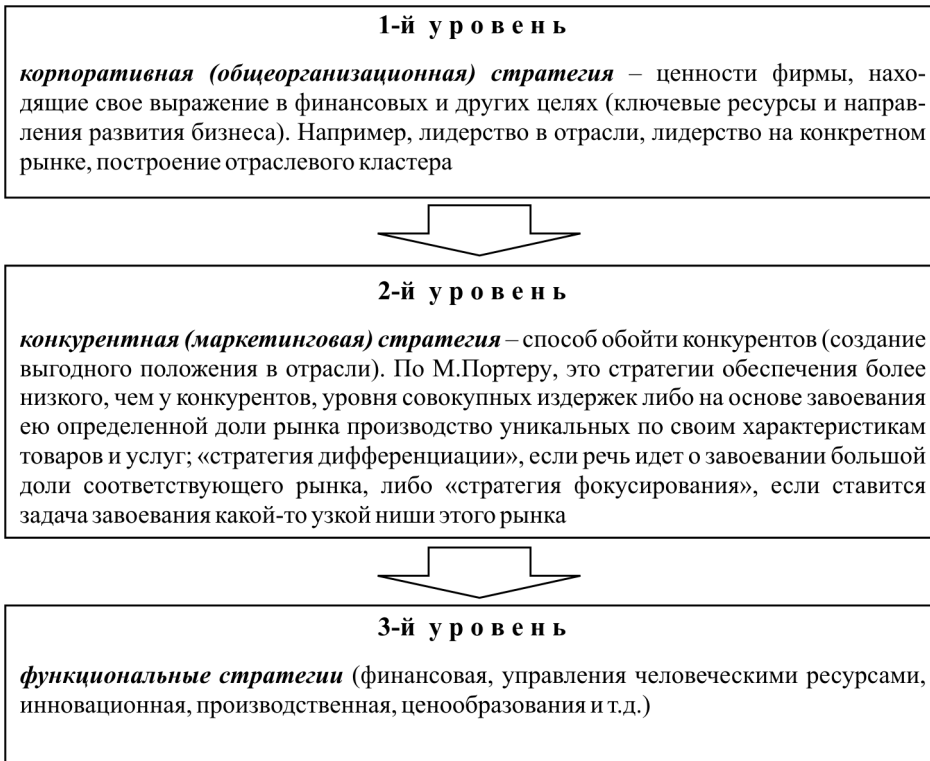 1-й уровень
корпоративная (общеорганизационная) стратегия – ценности фирмы, нахо-
дящие свое выражение в финансовых и других целях (ключевые ресурсы и направ-
ления развития бизнеса). Например, лидерство в отрасли, лидерство на конкретном
рынке, построение отраслевого кластера
2-й уровень
конкурентная (маркетинговая) стратегия – способ обойти конкурентов (создание
выгодного положения в отрасли). По М.Портеру, это стратегии обеспечения более
низкого, чем у конкурентов, уровня совокупных издержек либо на основе завоевания
ею определенной доли рынка производство уникальных по своим характеристикам
товаров и услуг; «стратегия дифференциации», если речь идет о завоевании большой
доли соответствующего рынка, либо «стратегия фокусирования», если ставится
задача завоевания какой-то узкой ниши этого рынка
3-й уровень
функциональные стратегии (финансовая, управления человеческими ресурсами,
инновационная, производственная, ценообразования и т.д.)